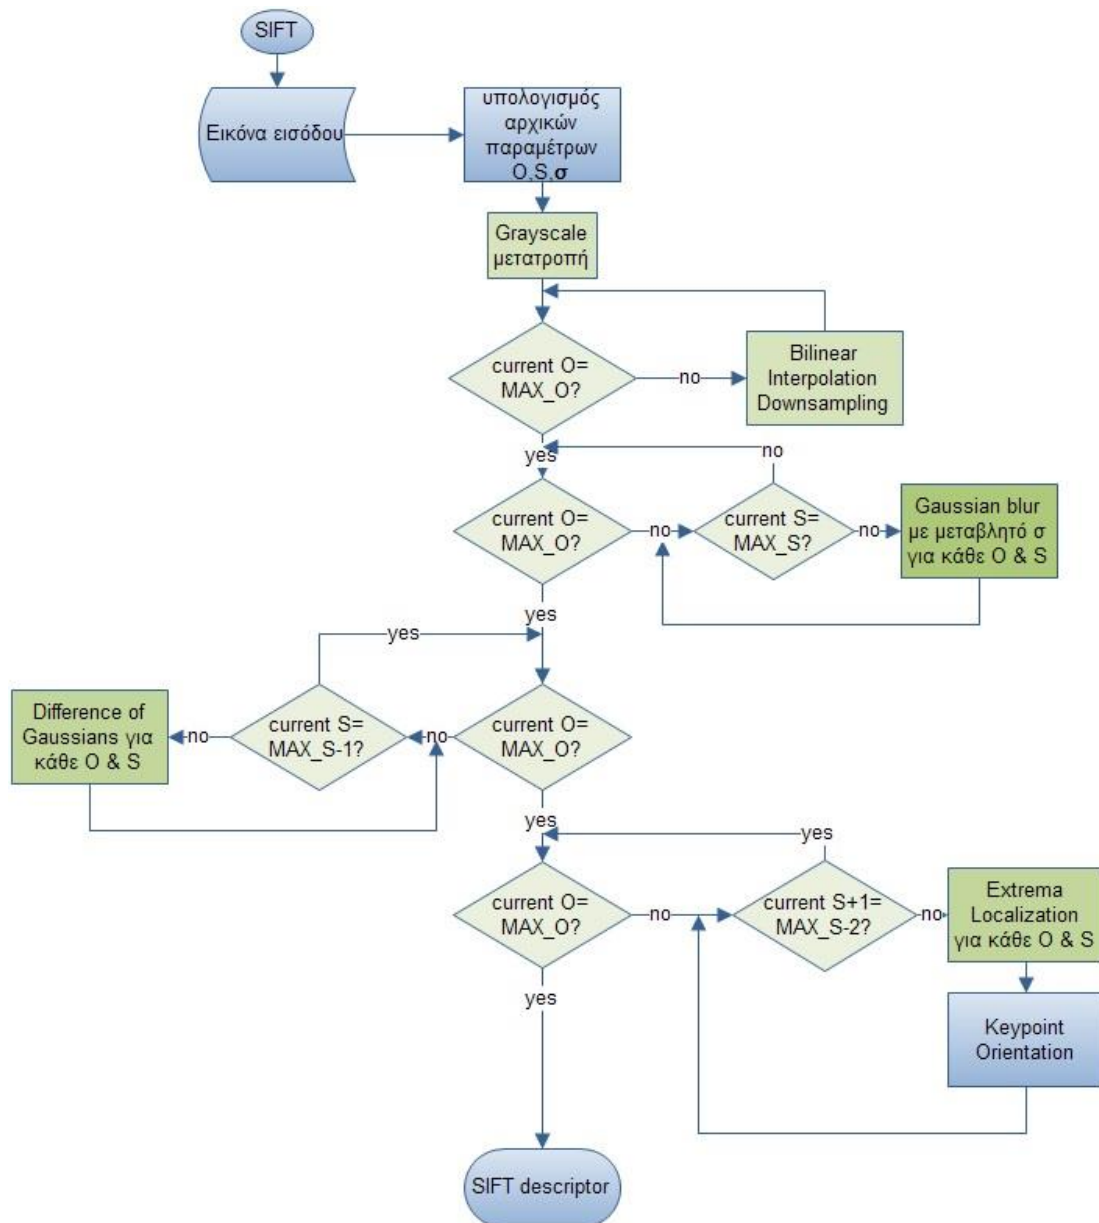 SIFT
Εικόνα εισόδου
υπολογισμός
αρχικών
παραμέτρων
O,S,σ
Grayscale
μετατροπή
current O=
MAX_O?
no
Bilinear
Interpolation
Downsampling
yes
no
current O=
MAX_O?
no
current S=
MAX_S?
no
Gaussian blur
με μεταβλητό σ
για κάθε O & S
yes
yes
Difference of
Gaussians για
κάθε O & S
no
current S=
MAX_S-1?
no
current O=
MAX_O?
yes
yes
current O=
MAX_O?
no
current S+1=
MAX_S-2?
no
Extrema
Localization
για κάθε O & S
yes
Keypoint
Orientation
SIFT descriptor